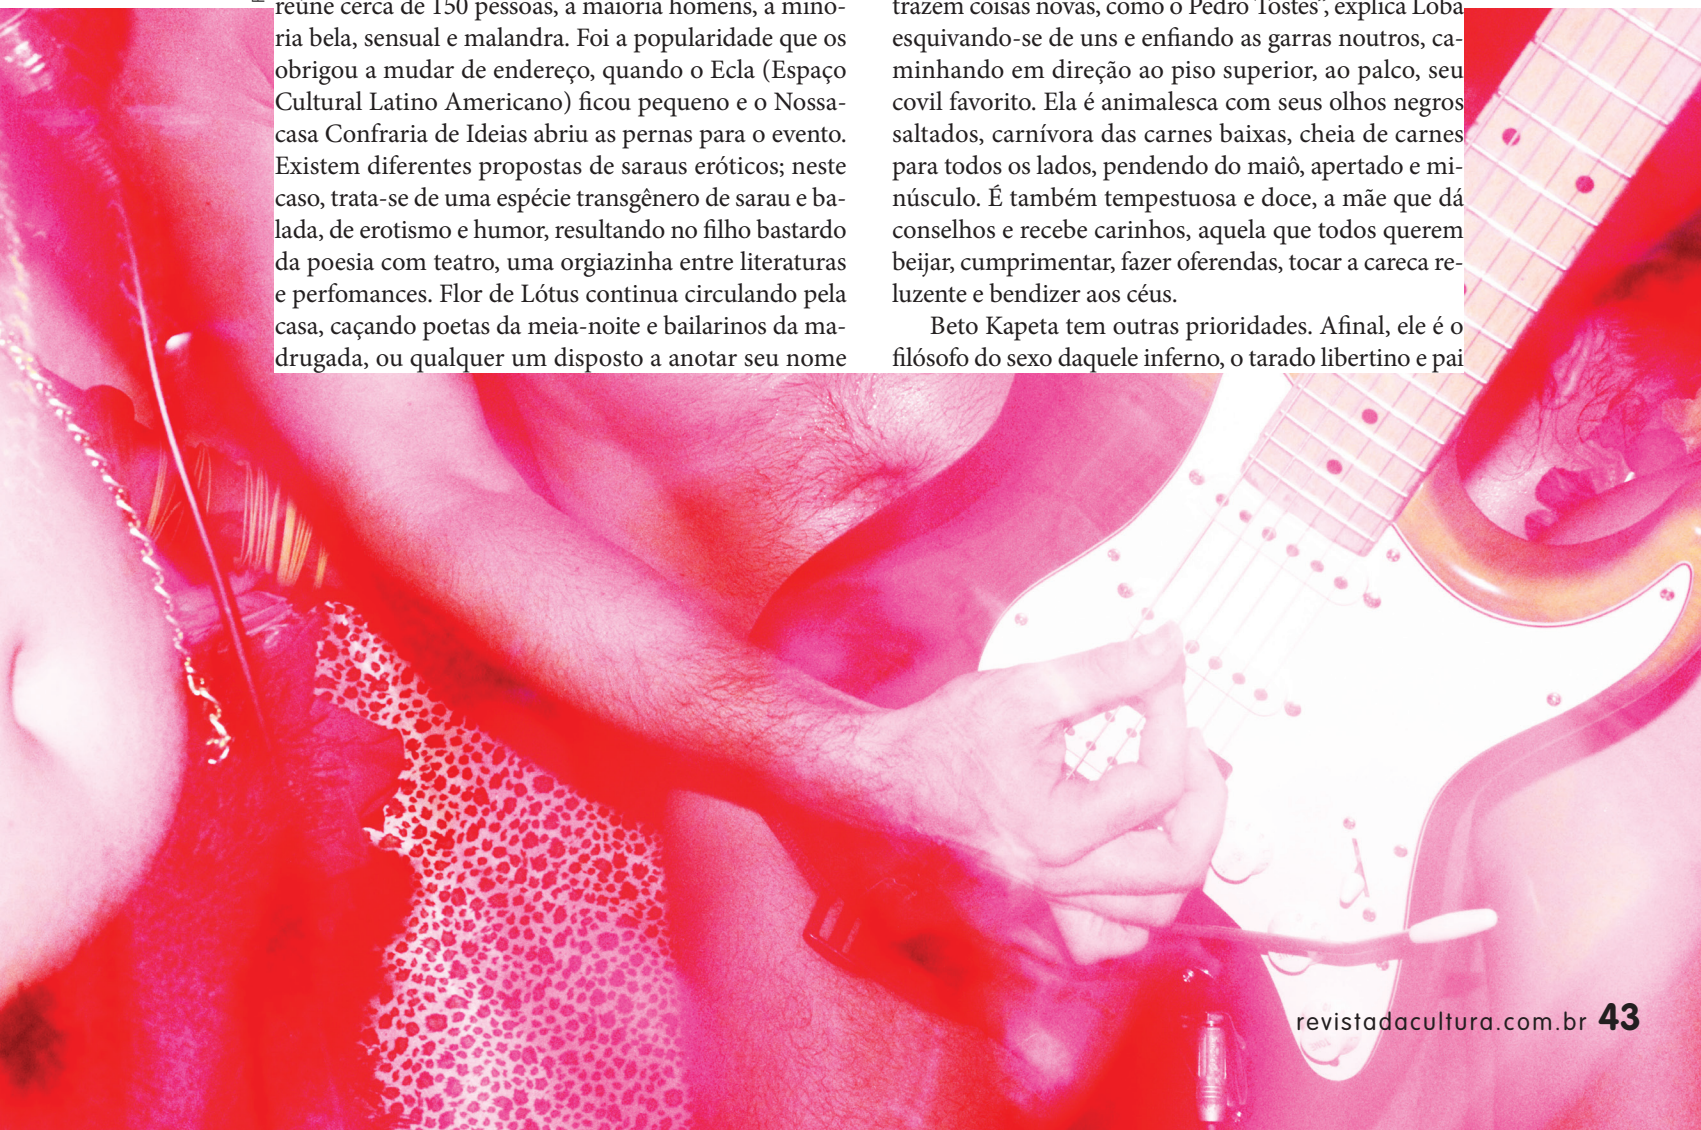 reúne cerca de 150 pessoas, a maioria homens, a mino-
ria bela, sensual e malandra. Foi a popularidade que os
obrigou a mudar de endereço, quando o Ecla (Espaço
Cultural Latino Americano) ficou pequeno e o Nossa-
casa Confraria de Ideias abriu as pernas para o evento.
Existem diferentes propostas de saraus eróticos; neste
caso, trata-se de uma espécie transgênero de sarau e ba-
lada, de erotismo e humor, resultando no filho bastardo
da poesia com teatro, uma orgiazinha entre literaturas
e perfomances. Flor de Lótus continua circulando pela
casa, caçando poetas da meia-noite e bailarinos da ma-
drugada, ou qualquer um disposto a anotar seu nome
trazem coisas novas, como o Pedro Tostes”, explica Loba
esquivando-se de uns e enfiando as garras noutros, ca-
minhando em direção ao piso superior, ao palco, seu
covil favorito. Ela é animalesca com seus olhos negros
saltados, carnívora das carnes baixas, cheia de carnes
para todos os lados, pendendo do maiô, apertado e mi-
núsculo. É também tempestuosa e doce, a mãe que dá
conselhos e recebe carinhos, aquela que todos querem
beijar, cumprimentar, fazer oferendas, tocar a careca re-
luzente e bendizer aos céus.
Beto Kapeta tem outras prioridades. Afinal, ele é o
filósofo do sexo daquele inferno, o tarado libertino e pai
revistadacultura.com.br 43